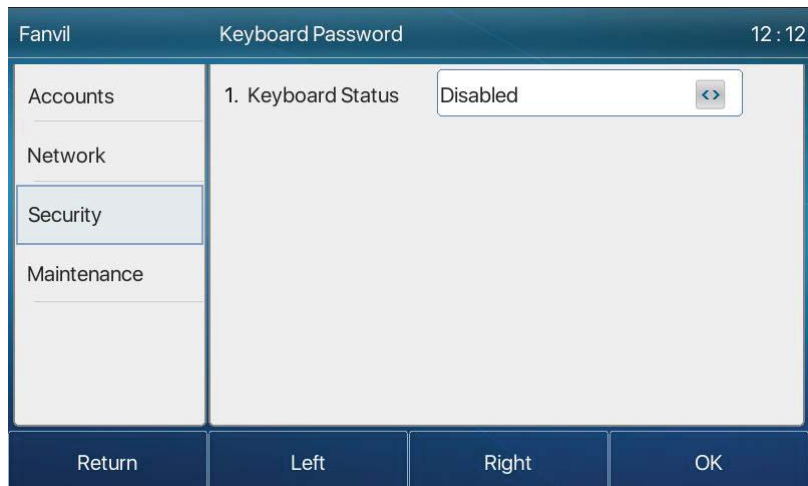 Fanvil Keyboard Password 12:12
Accounts
Network
Security
Maintenance
1. Keyboard Status Disabled <>
Return Left Right OK